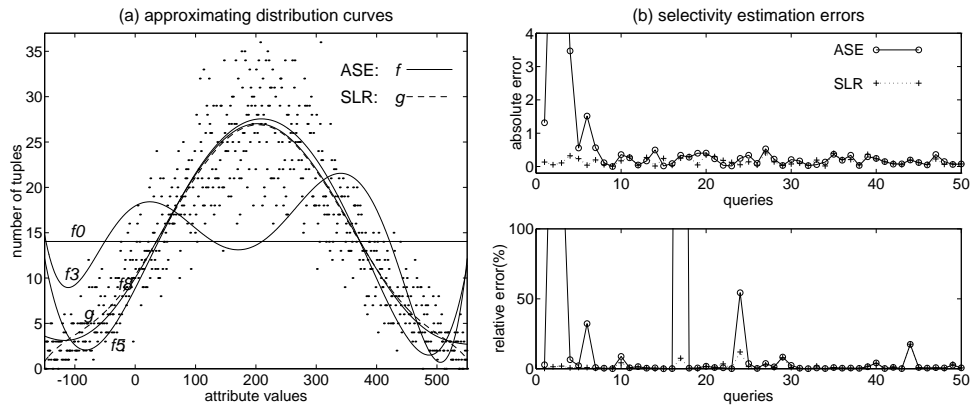 (a) approximating distribution curves
number of tuples
35
30
25
20
15
10
5
0
ASE: f
SLR: g
f0
f3
f8
g
f5
-100
0
100
200
300
400
500
attribute values
(b) selectivity estimation errors
absolute error
4
3
2
1
0
ASE
SLR
0
10
20
30
40
50
queries
relative error(%)
100
50
0
0
10
20
30
40
50
queries